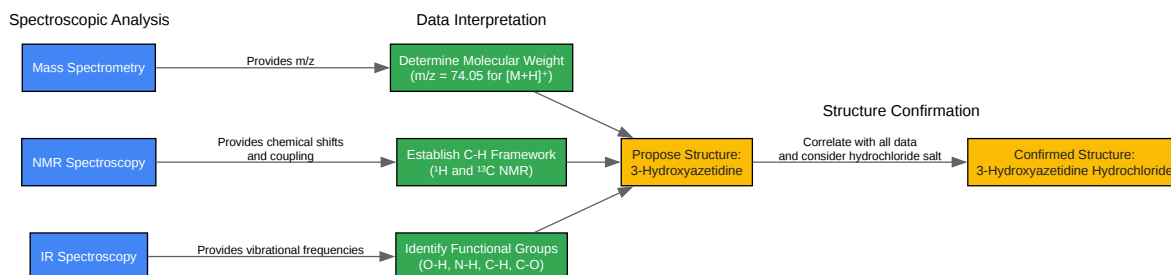 Spectroscopic Analysis
Data Interpretation
Mass Spectrometry
Provides m/z
Determine Molecular Weight
(m/z = 74.05 for [M+H]⁺)
Structure Confirmation
NMR Spectroscopy
Provides chemical shifts
and coupling
Establish C-H Framework
(¹H and ¹³C NMR)
Propose Structure:
3-Hydroxyazetidine
Correlate with all data
and consider hydrochloride salt
Confirmed Structure:
3-Hydroxyazetidine Hydrochloride
IR Spectroscopy
Provides vibrational frequencies
Identify Functional Groups
(O-H, N-H, C-H, C-O)